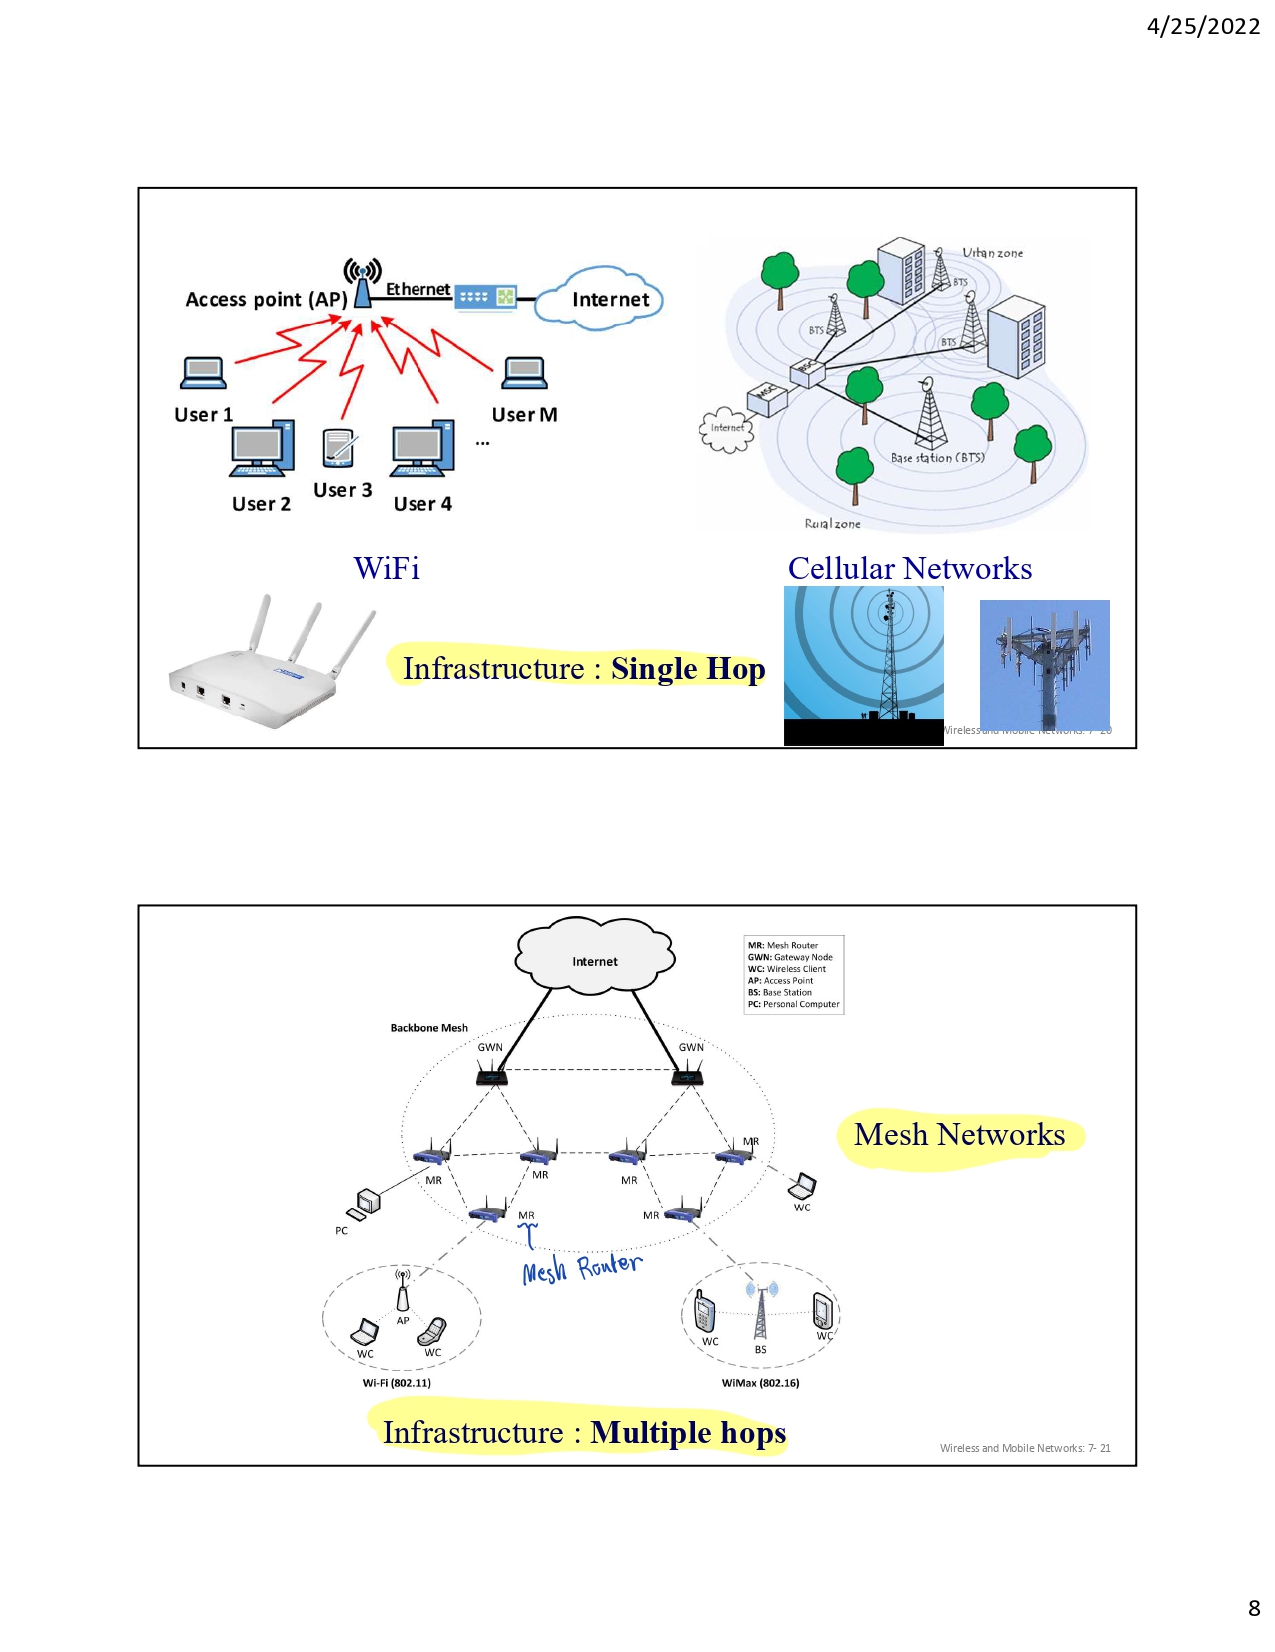 4/25/2022
Access point (AP)
Ethernet
Internet
User 1
User 2
User 3
User 4
...
User M
WiFi
Urban zone
BTS
BTS
BTS
BSC
MSC
Internet
Base station (BTS)
Rural zone
Cellular Networks
Infrastructure : Single Hop
Wireless and Mobile Networks: 7- 20
Internet
MR: Mesh Router
GWN: Gateway Node
WC: Wireless Client
AP: Access Point
BS: Base Station
PC: Personal Computer
Backbone Mesh
GWN
GWN
Mesh Networks
MR
MR
MR
MR
MR
MR
PC
WC
Mesh Router
AP
WC
WC
WC
BS
WC
Wi-Fi (802.11)
WiMax (802.16)
Infrastructure : Multiple hops
Wireless and Mobile Networks: 7- 21
8